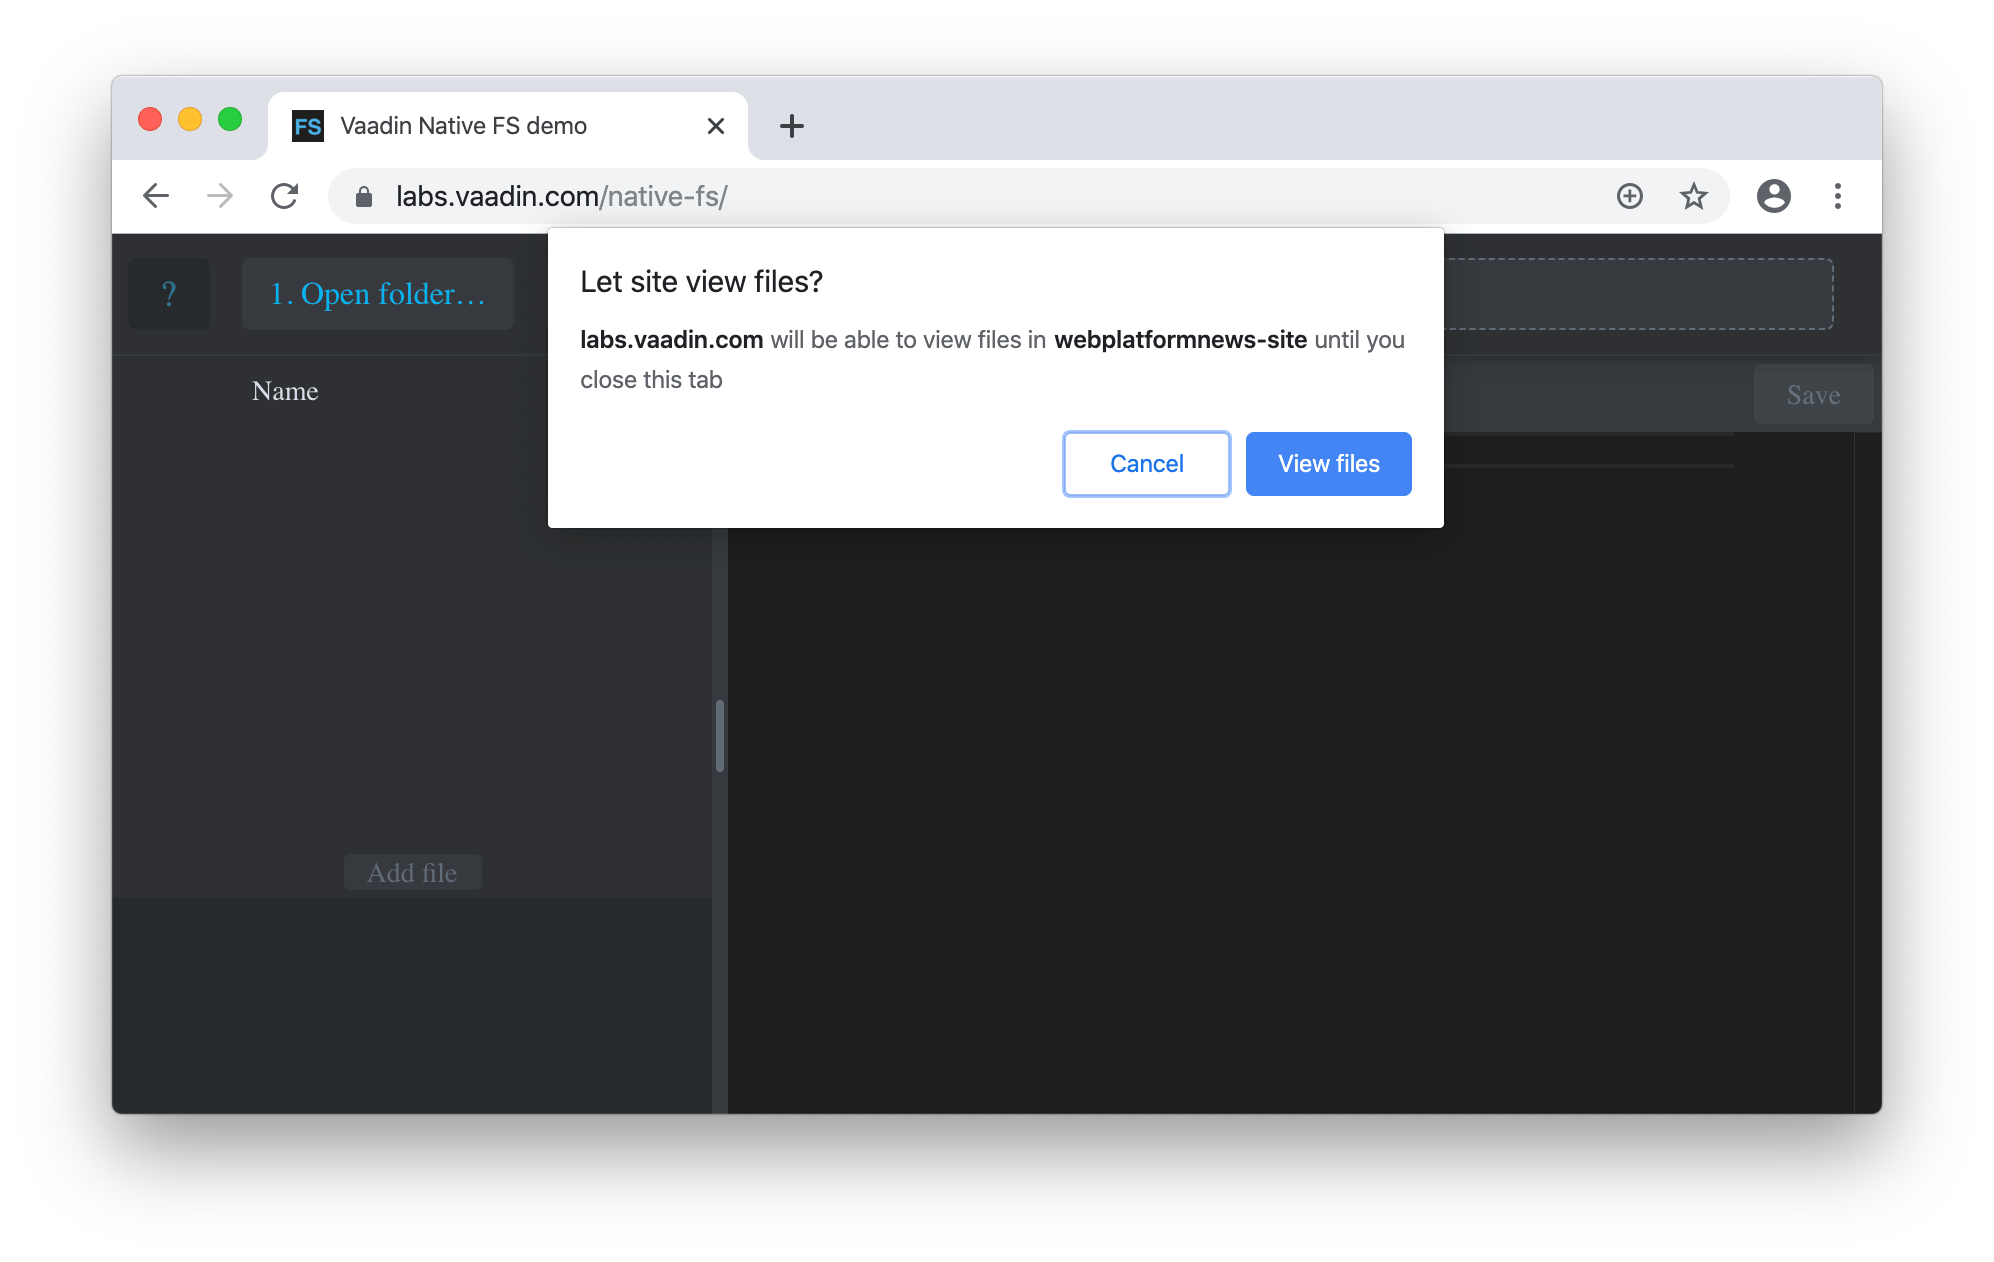 FS Vaadin Native FS demo
labs.vaadin.com/native-fs/
? 1. Open folder…
Let site view files?
labs.vaadin.com will be able to view files in webplatformnews-site until you
close this tab
Cancel View files
Name
Save
Add file